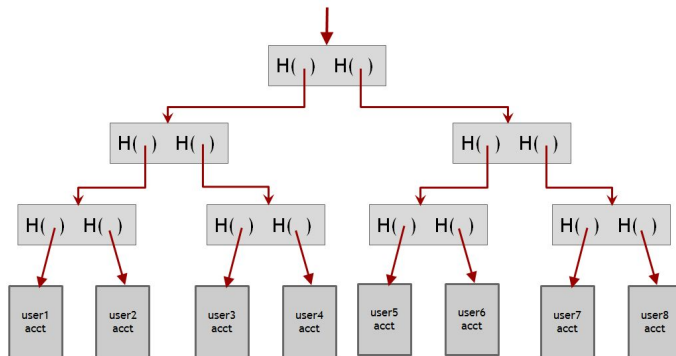 H( ) H( )
H( ) H( )
H( ) H( )
H( ) H( )
H( ) H( )
H( ) H( )
H( ) H( )
user1
acct
user2
acct
user3
acct
user4
acct
user5
acct
user6
acct
user7
acct
user8
acct